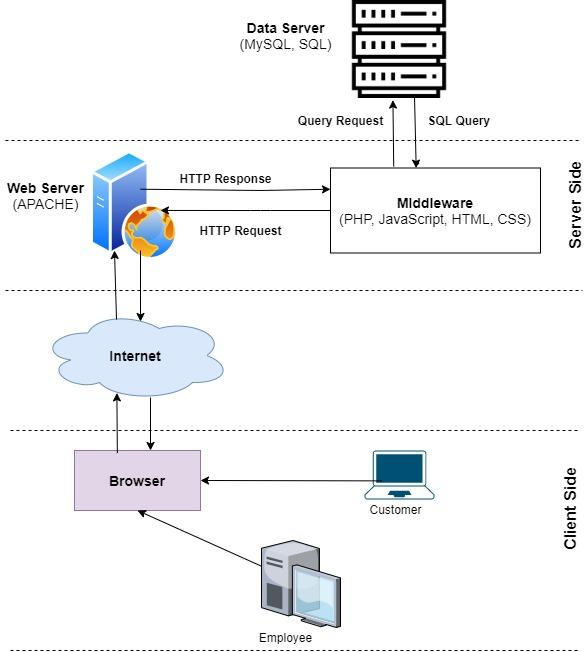 Data Server
(MySQL, SQL)
Query Request
SQL Query
Web Server
(APACHE)
HTTP Response
Middleware
(PHP, JavaScript, HTML, CSS)
HTTP Request
Server Side
Internet
Browser
Customer
Client Side
Employee